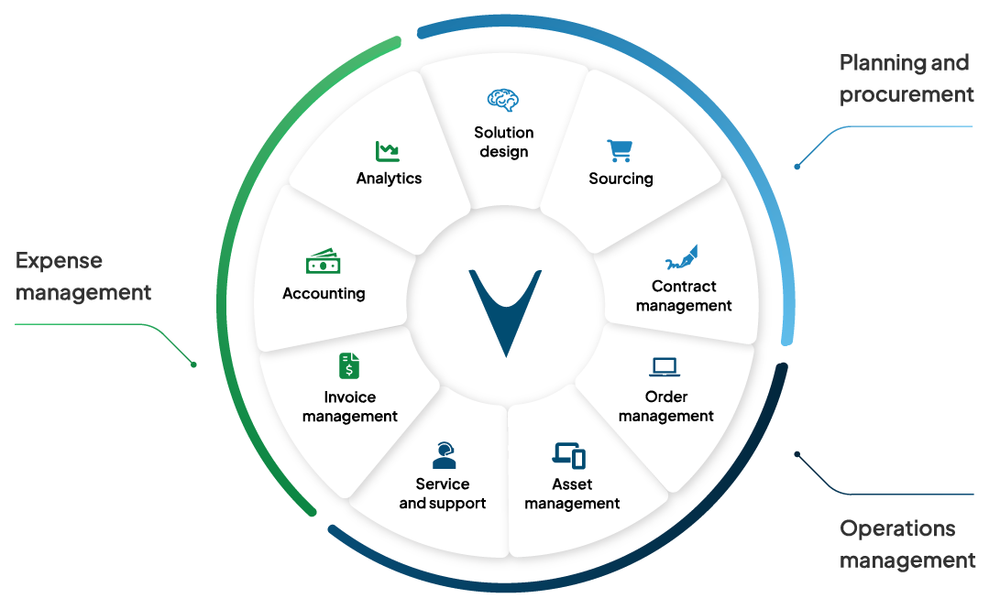 Planning and
procurement
Solution
design
Sourcing
Analytics
Contract
management
Accounting
Expense
management
Order
management
Invoice
management
Service
and support
Asset
management
Operations
management